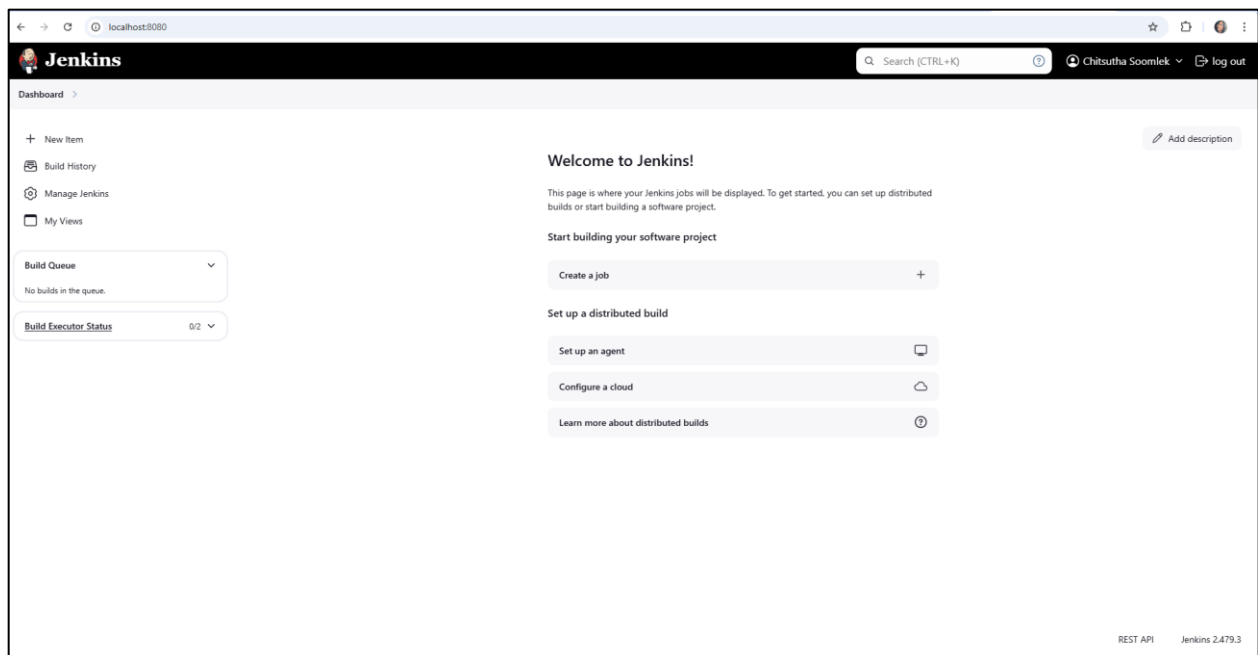 localhost:8080
Jenkins
Search (CTRL+K)
Chitsutha Soomlek
log out
Dashboard
New Item
Build History
Manage Jenkins
My Views
Build Queue
No builds in the queue.
Build Executor Status
0/2
Add description
Welcome to Jenkins!
This page is where your Jenkins jobs will be displayed. To get started, you can set up distributed
builds or start building a software project.
Start building your software project
Create a job
Set up a distributed build
Set up an agent
Configure a cloud
Learn more about distributed builds
REST API
Jenkins 2.479.3